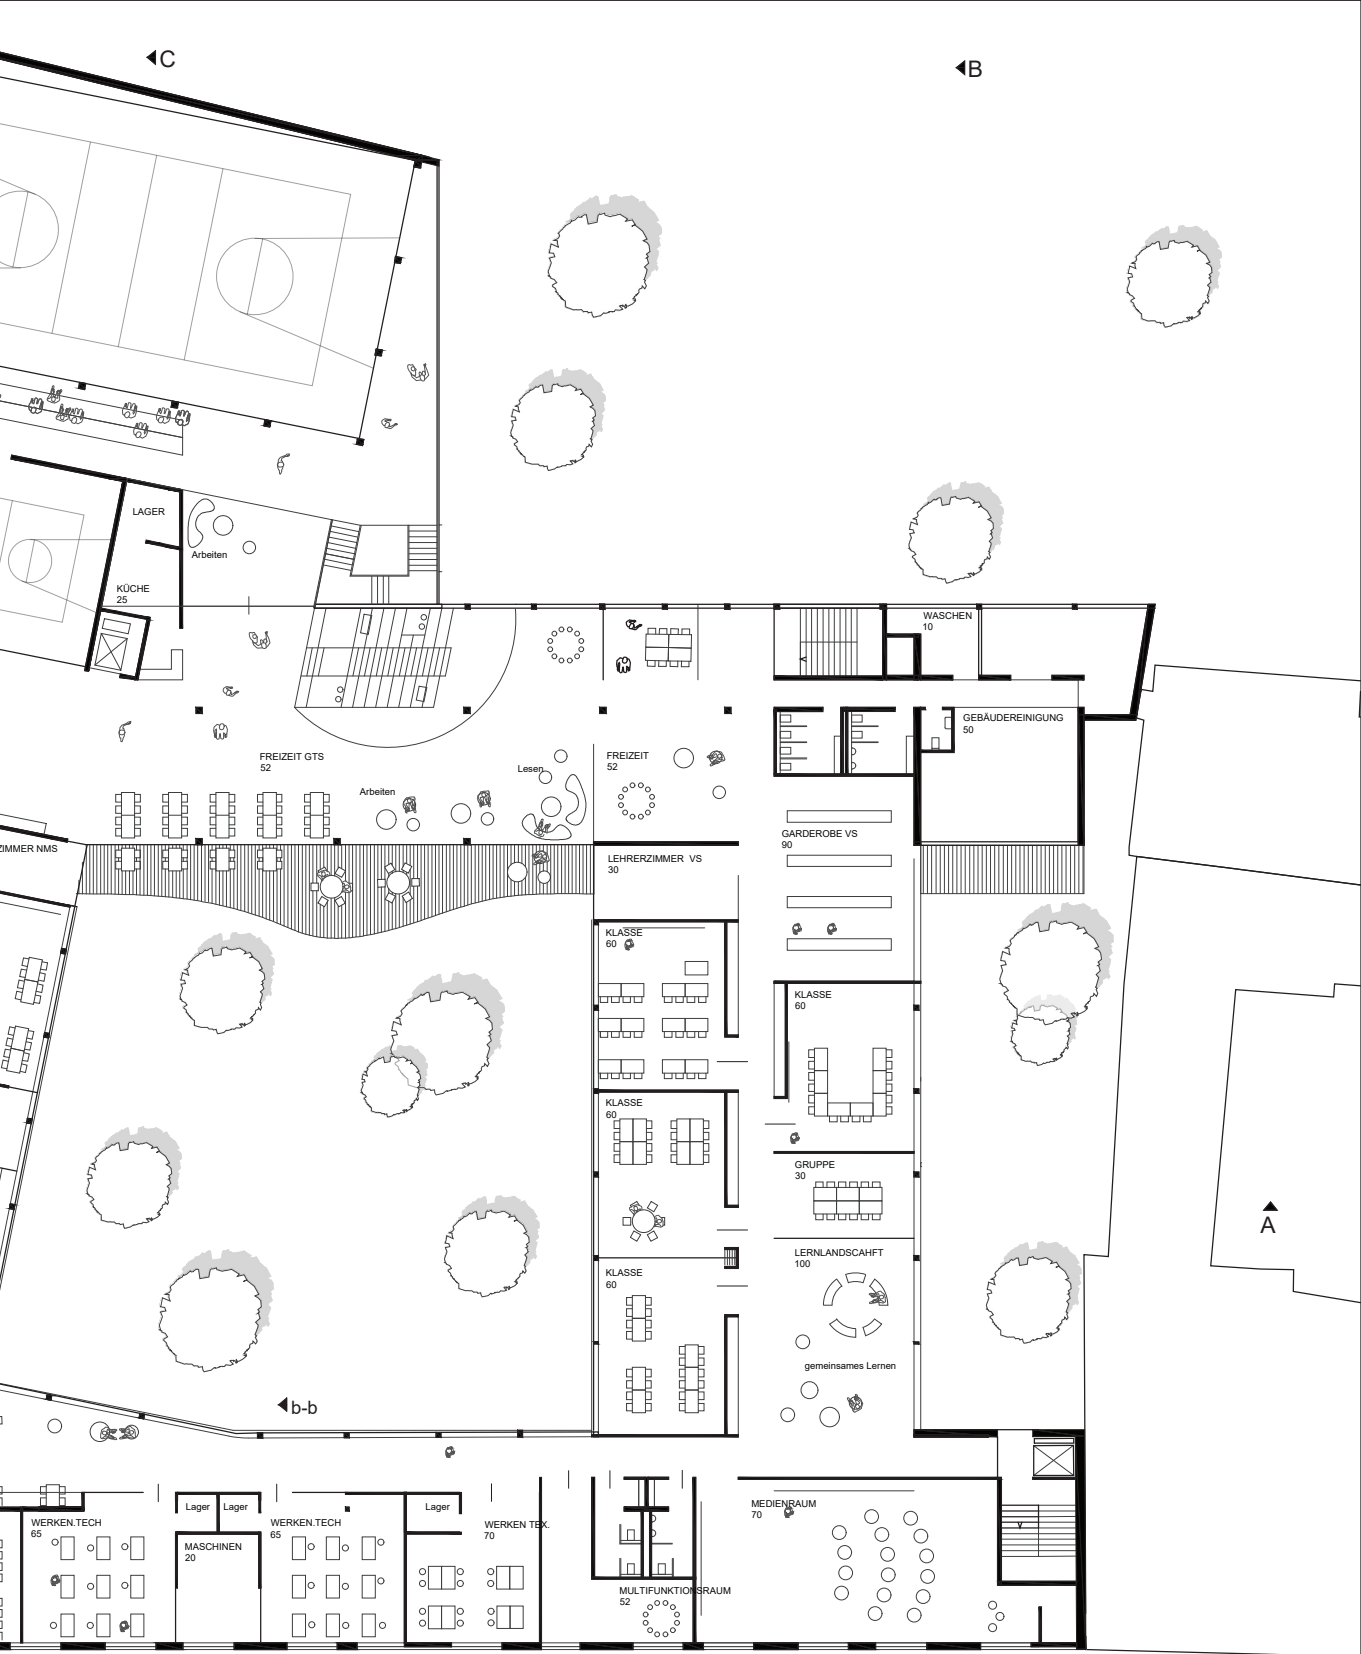 C
B
LAGER
Arbeiten
KÜCHE
25
WASCHEN
10
GEBÄUDEREINIGUNG
50
FREIZEIT GTS
52
FREIZEIT
52
Lesen
Arbeiten
GARDEROBE VS
90
ZIMMER NMS
LEHRERZIMMER VS
30
KLASSE
60
KLASSE
60
KLASSE
60
GRUPPE
30
A
LERNLANDSCAHFT
100
KLASSE
60
gemeinsames Lernen
b-b
Lager
Lager
Lager
MEDIENRAUM
70
WERKEN.TECH
65
WERKEN.TECH
65
WERKEN TEX.
70
MASCHINEN
20
MULTIFUNKTIONSRAUM
52